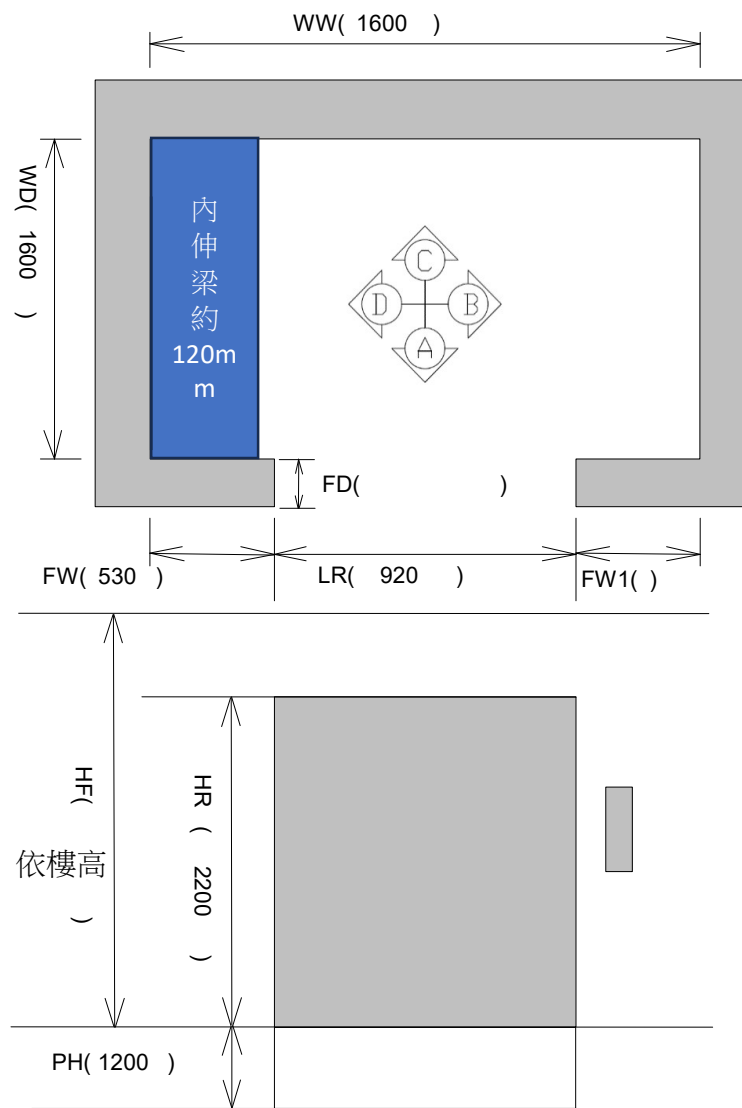 WW( 1600 )
WD( 1600 )
內
伸
梁
約
120m
m
C
D
B
A
FD( )
FW( 530 )
LR( 920 )
FW1( )
HF(
依樓高
)
HR ( 2200 )
PH( 1200 )